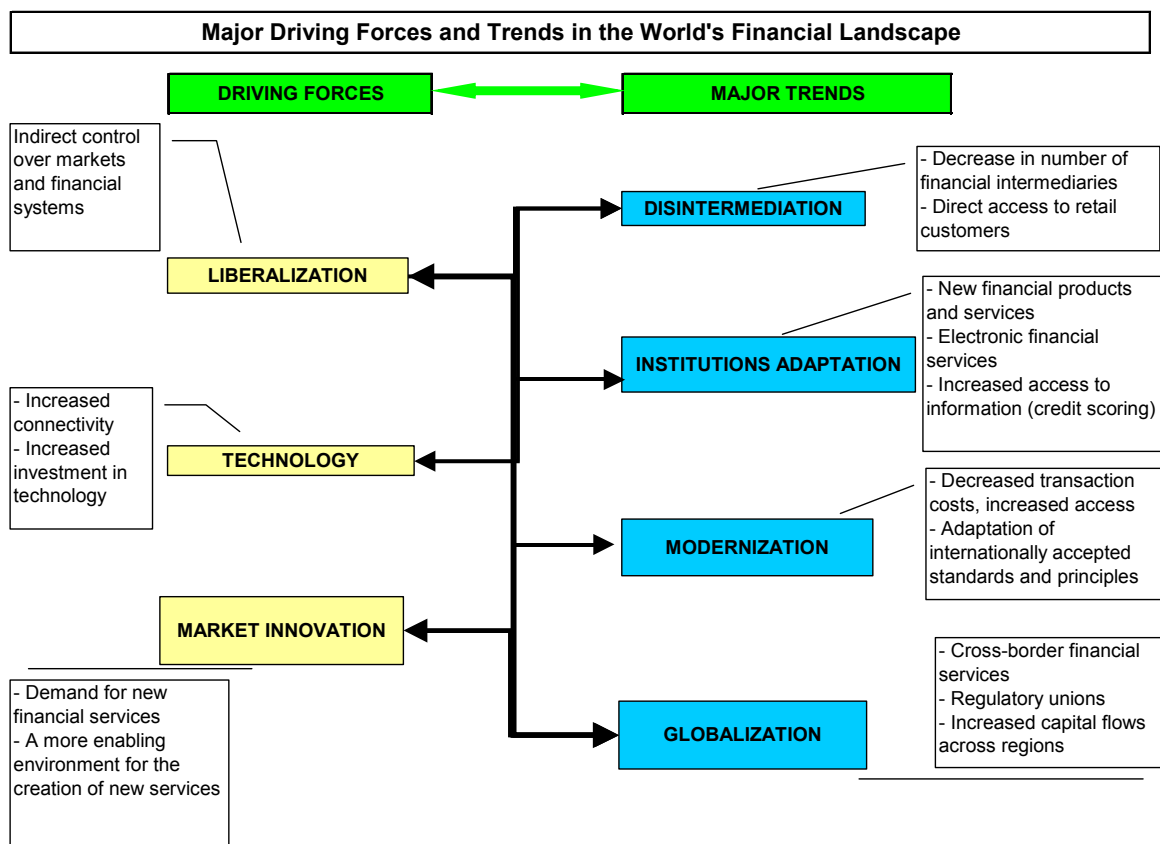 Major Driving Forces and Trends in the World's Financial Landscape
DRIVING FORCES
MAJOR TRENDS
Indirect control
over markets
and financial
systems
LIBERALIZATION
- Increased
connectivity
- Increased
investment in
technology
TECHNOLOGY
MARKET INNOVATION
- Demand for new
financial services
- A more enabling
environment for the
creation of new services
DISINTERMEDIATION
- Decrease in number of
financial intermediaries
- Direct access to retail
customers
INSTITUTIONS ADAPTATION
- New financial products
and services
- Electronic financial
services
- Increased access to
information (credit scoring)
MODERNIZATION
- Decreased transaction
costs, increased access
- Adaptation of
internationally accepted
standards and principles
GLOBALIZATION
- Cross-border financial
services
- Regulatory unions
- Increased capital flows
across regions